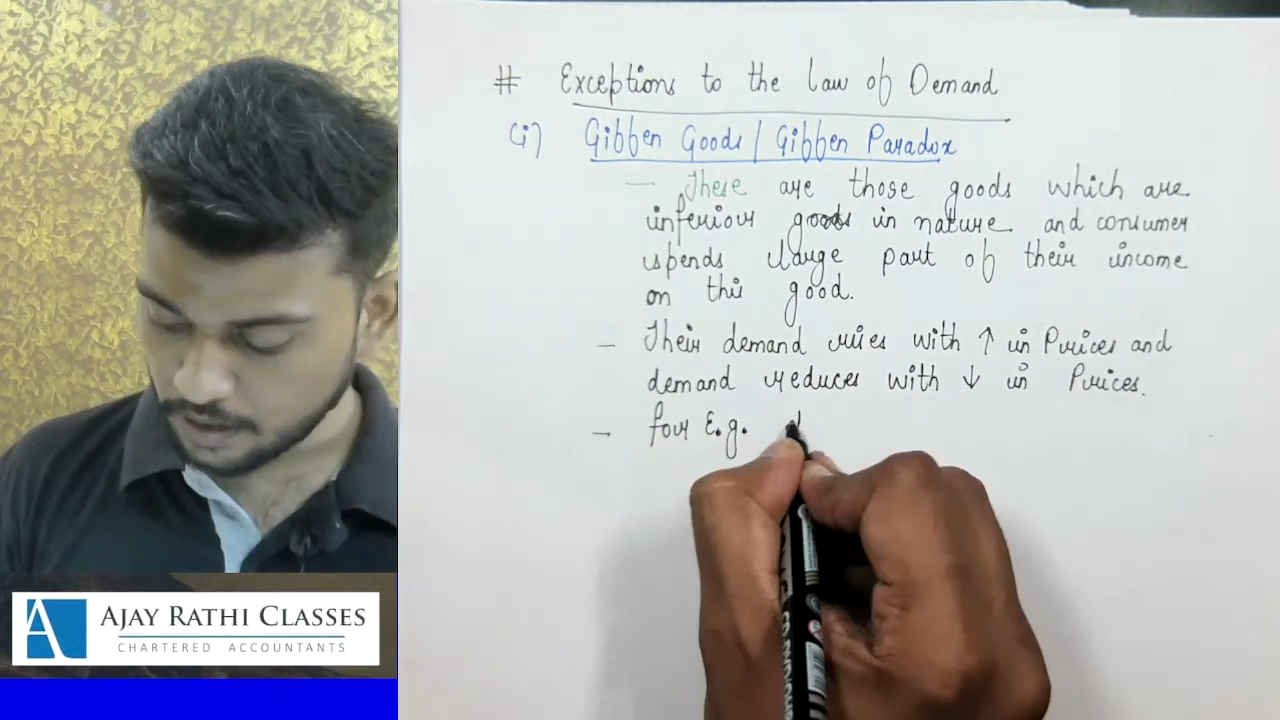 # Exceptions to the Law of Demand
(i) Giffen Goods / Giffen Paradox
— These are those goods which are
inferious goods in nature and consumer
spends large part of their income
on this good.
— Their demand rises with ↑ in Prices and
demand reduces with ↓ in Prices.
— for E.g.
AJAY RATHI CLASSES
CHARTERED ACCOUNTANTS